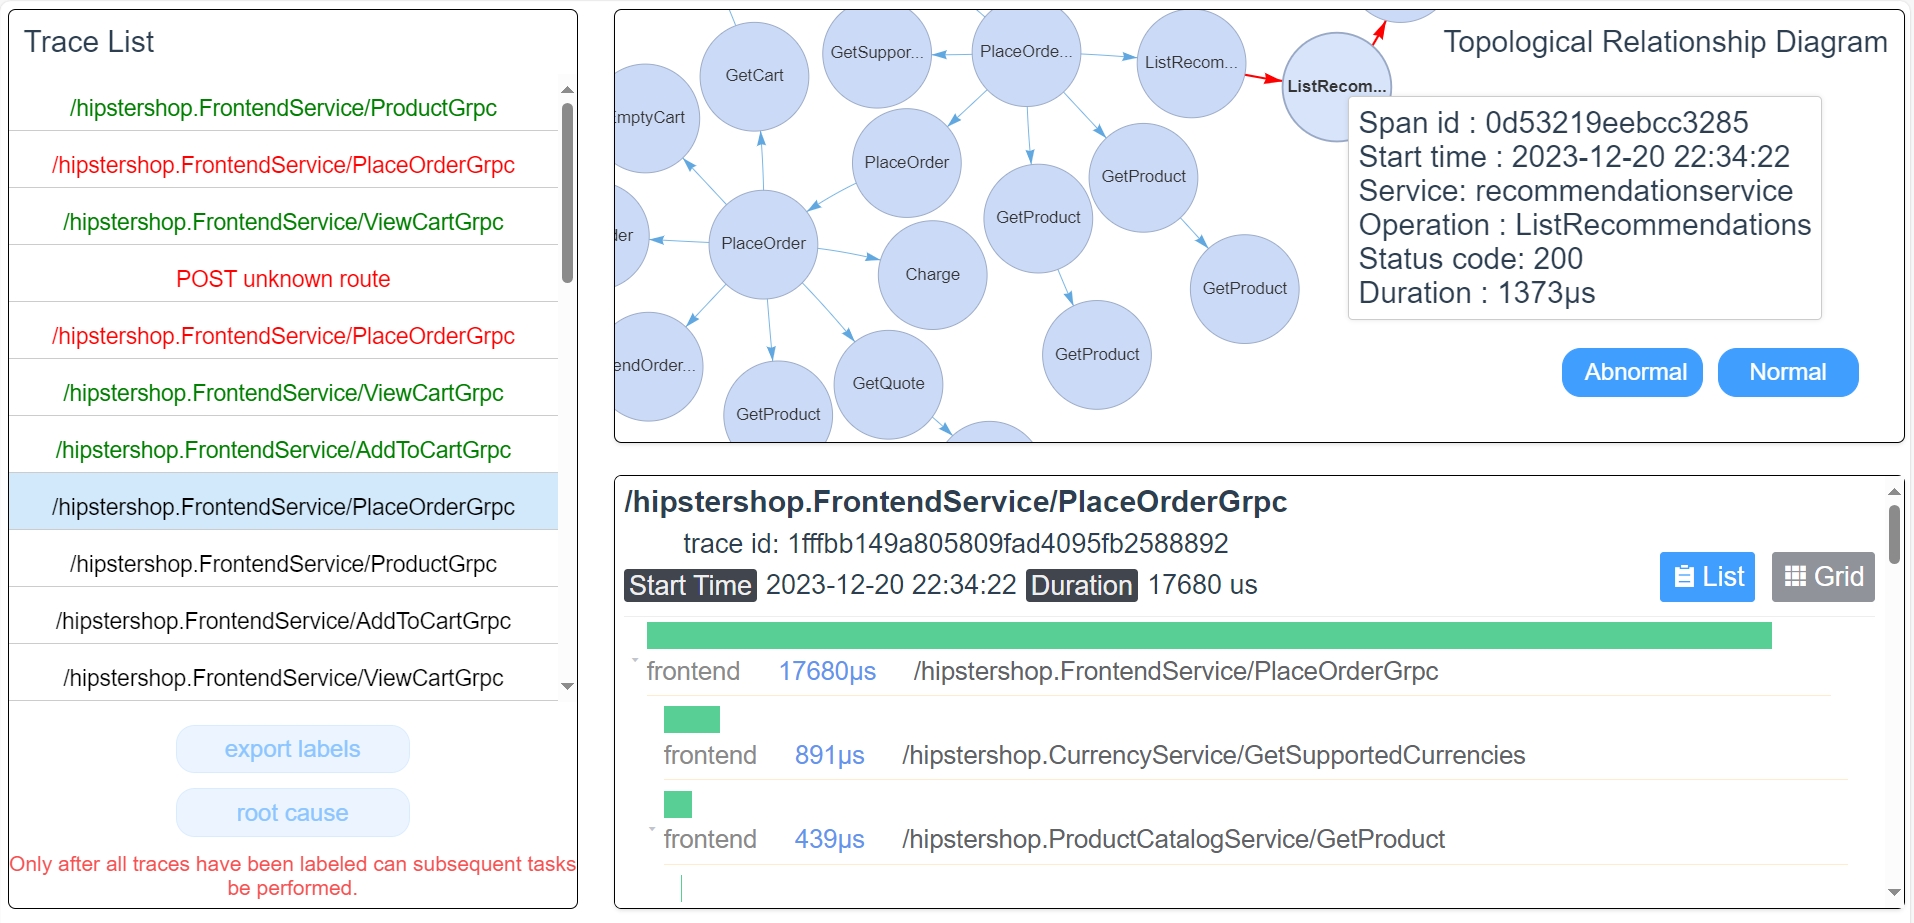 Trace List
/hipstershop.FrontendService/ProductGrpc
/hipstershop.FrontendService/PlaceOrderGrpc
/hipstershop.FrontendService/ViewCartGrpc
POST unknown route
/hipstershop.FrontendService/PlaceOrderGrpc
/hipstershop.FrontendService/ViewCartGrpc
/hipstershop.FrontendService/AddToCartGrpc
/hipstershop.FrontendService/PlaceOrderGrpc
/hipstershop.FrontendService/ProductGrpc
/hipstershop.FrontendService/AddToCartGrpc
/hipstershop.FrontendService/ViewCartGrpc
export labels
root cause
Only after all traces have been labeled can subsequent tasks
be performed.
Topological Relationship Diagram
GetCart
GetSuppor...
PlaceOrde...
ListRecom...
ListRecom...
mptyCart
PlaceOrder
GetProduct
GetProduct
der
PlaceOrder
Charge
GetProduct
endOrder...
GetProduct
GetQuote
GetProduct
Span id : 0d53219eebcc3285
Start time : 2023-12-20 22:34:22
Service: recommendationservice
Operation : ListRecommendations
Status code: 200
Duration : 1373μs
Abnormal
Normal
/hipstershop.FrontendService/PlaceOrderGrpc
trace id: 1fffbb149a805809fad4095fb2588892
Start Time 2023-12-20 22:34:22 Duration 17680 us
List
Grid
frontend 17680μs /hipstershop.FrontendService/PlaceOrderGrpc
frontend 891μs /hipstershop.CurrencyService/GetSupportedCurrencies
frontend 439μs /hipstershop.ProductCatalogService/GetProduct